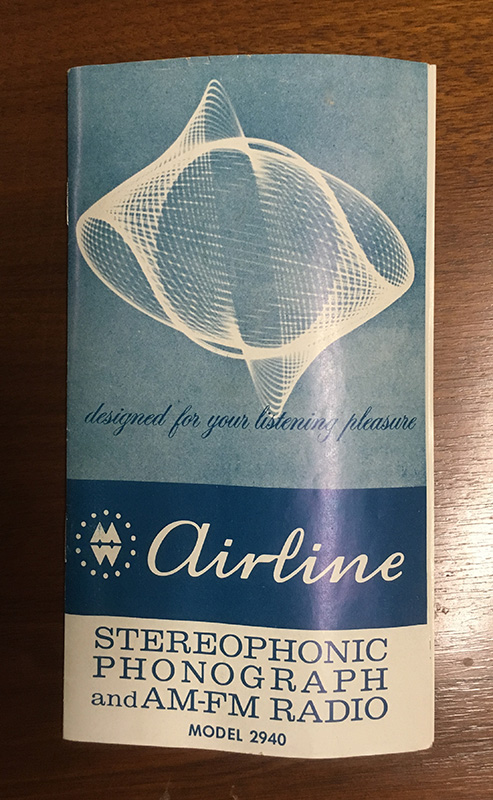 designed for your listening pleasure
MW Airline
STEREOPHONIC
PHONOGRAPH
and AM-FM RADIO
MODEL 2940